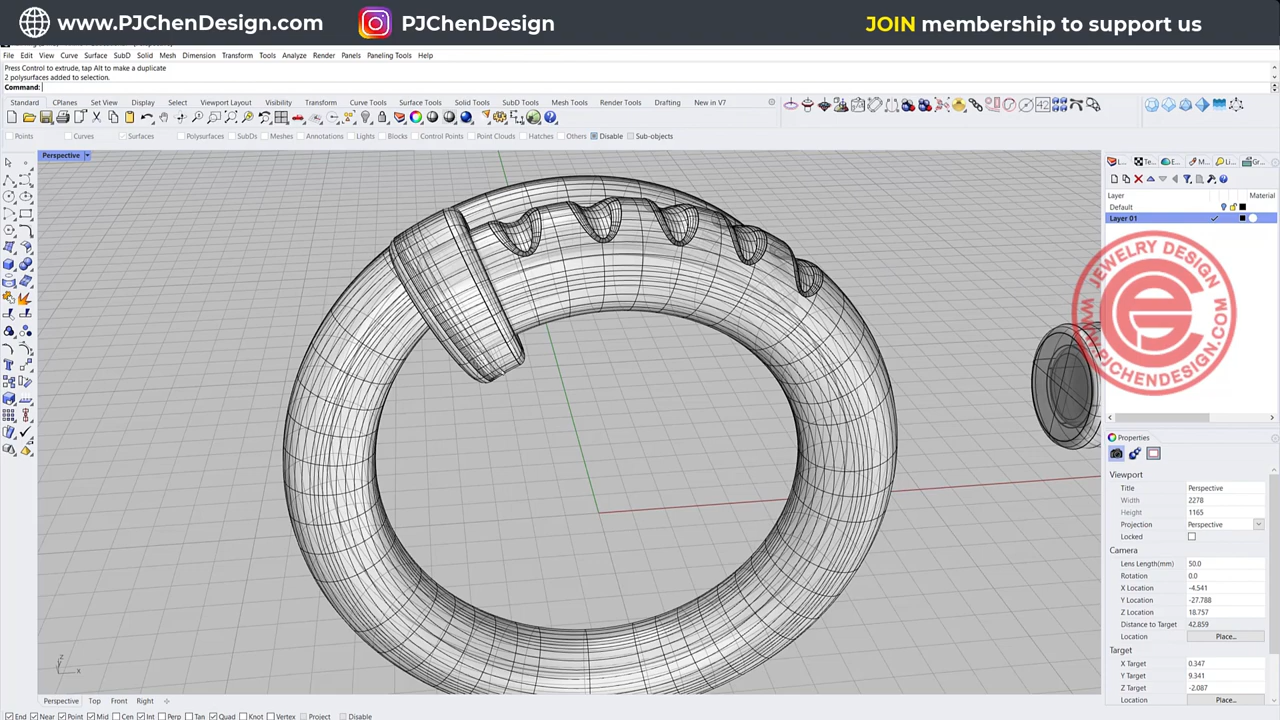 www.PJChenDesign.com PJChenDesign JOIN membership to support us
File Edit View Curve Surface SubD Solid Mesh Dimension Transform Tools Analyze Render Panels Paneling Tools Help
Press Control to extrude, tap Alt to make a duplicate
2 polysurfaces added to selection.
Command:
Standard CPlanes Set View Display Select Viewport Layout Visibility Transform Curve Tools Surface Tools Solid Tools SubD Tools Mesh Tools Render Tools Drafting New in V7
Points Curves Surfaces Polysurfaces SubDs Meshes Annotations Lights Blocks Control Points Point Clouds Hatches Others Disable Sub-objects
Perspective
Layer Material
Default
Layer 01
JEWELRY DESIGN
PJCHENDESIGN.COM
Properties
Viewport
Title Perspective
Width 2278
Height 1165
Projection Perspective
Locked
Camera
Lens Length(mm) 50.0
Rotation 0.0
X Location -4.541
Y Location -27.788
Z Location 18.757
Distance to Target 42.859
Location Place...
Target
X Target 0.347
Y Target 9.341
Z Target -2.087
Location Place...
z
x
Perspective Top Front Right
End Near Point Mid Cen Int Perp Tan Quad Knot Vertex Project Disable